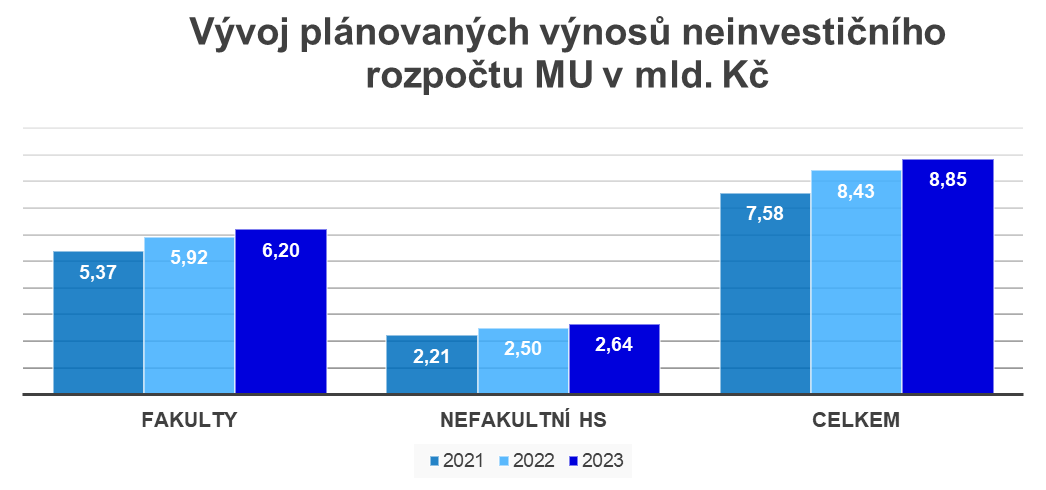 Vývoj plánovaných výnosů neinvestičního
rozpočtu MU v mld. Kč
5,37
5,92
6,20
2,21
2,50
2,64
7,58
8,43
8,85
FAKULTY
NEFAKULTNÍ HS
CELKEM
2021 2022 2023